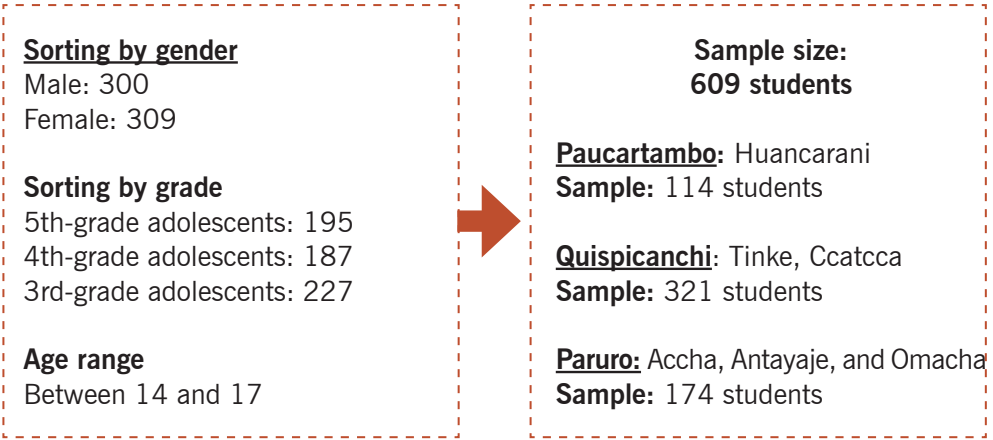 Sorting by gender
Male: 300
Female: 309
Sorting by grade
5th-grade adolescents: 195
4th-grade adolescents: 187
3rd-grade adolescents: 227
Age range
Between 14 and 17
Sample size:
609 students
Paucartambo: Huancarani
Sample: 114 students
Quispicanchi: Tinke, Ccatcca
Sample: 321 students
Paruro: Accha, Antayaje, and Omacha
Sample: 174 students